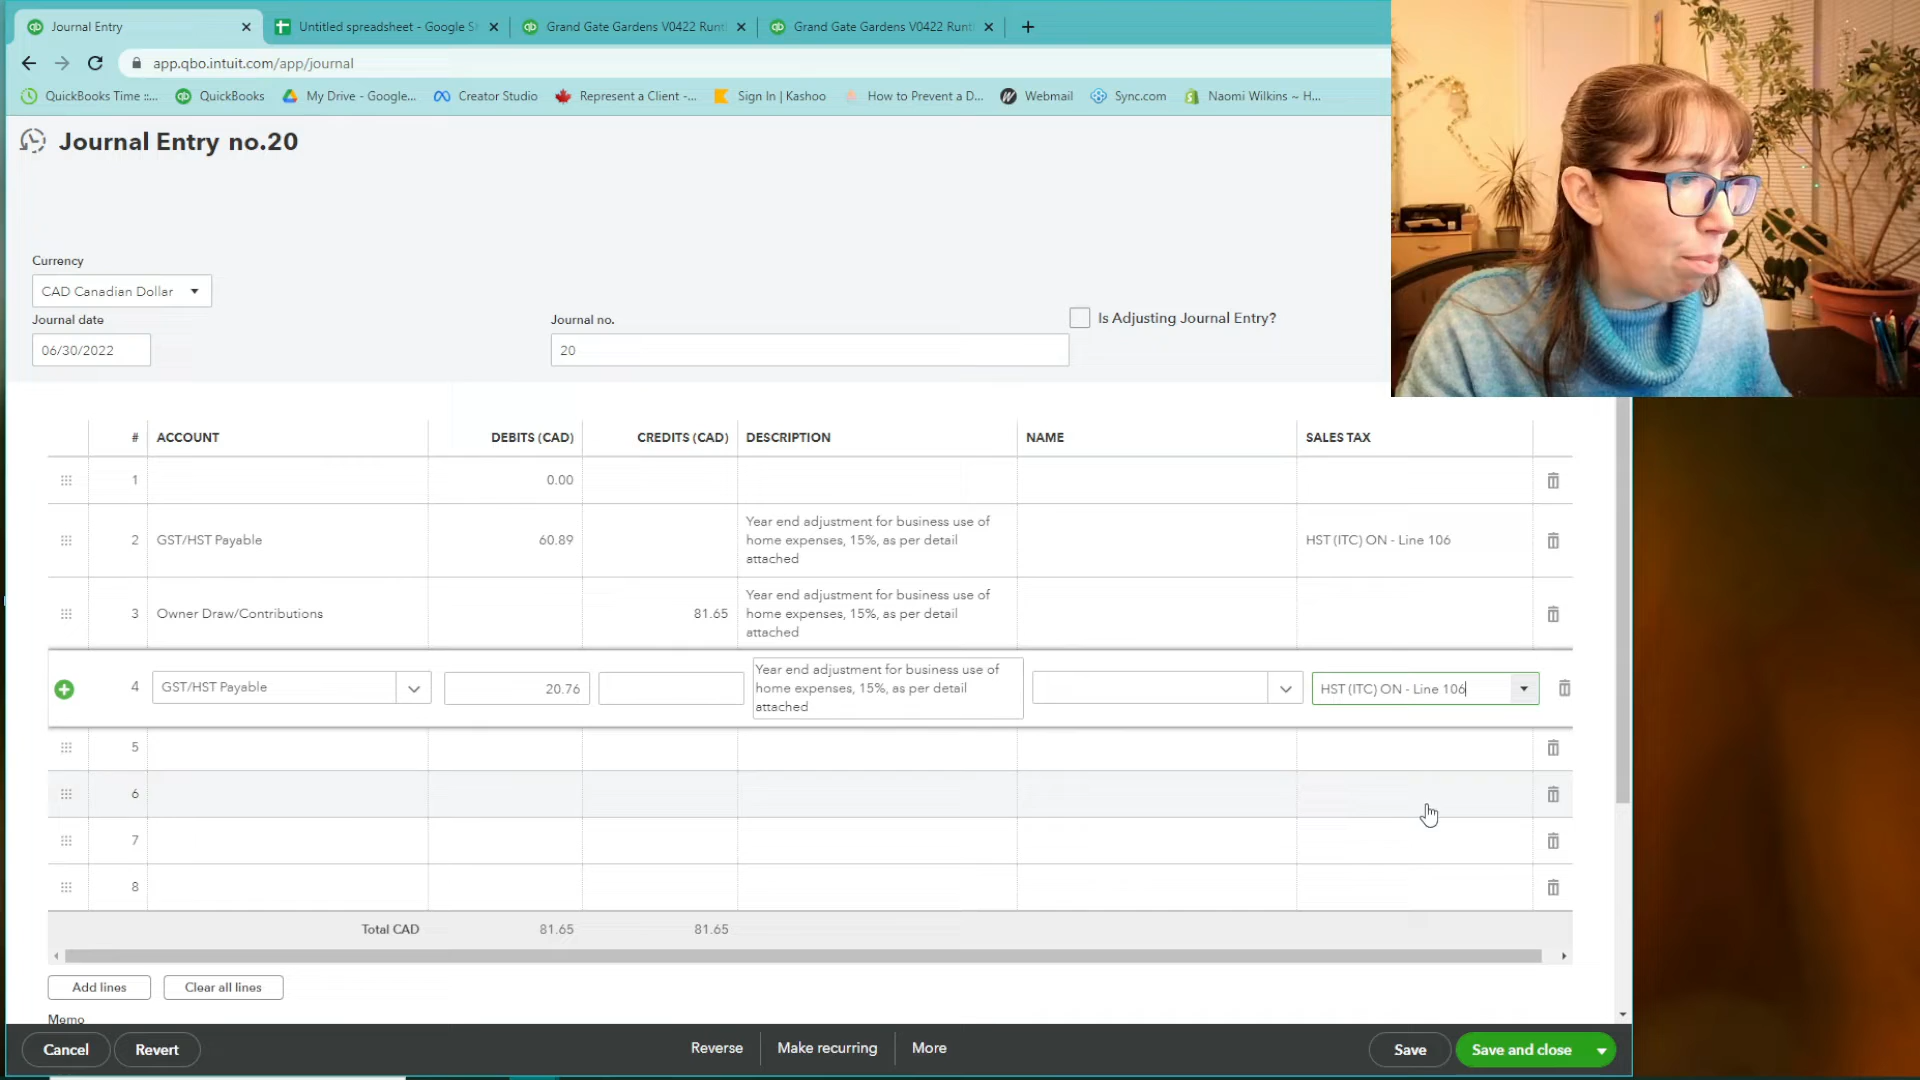 Journal Entry
Untitled spreadsheet - Google S
Grand Gate Gardens V0422 Runt
Grand Gate Gardens V0422 Runt
app.qbo.intuit.com/app/journal
QuickBooks Time ::...
QuickBooks
My Drive - Google...
Creator Studio
Represent a Client -...
Sign In | Kashoo
How to Prevent a D...
Webmail
Sync.com
Naomi Wilkins ~ H...
Journal Entry no.20
Currency
CAD Canadian Dollar
Journal date
Journal no.
Is Adjusting Journal Entry?
06/30/2022
20
# ACCOUNT DEBITS (CAD) CREDITS (CAD) DESCRIPTION NAME SALES TAX
1 0.00
2 GST/HST Payable 60.89 Year end adjustment for business use of
home expenses, 15%, as per detail
attached
HST (ITC) ON - Line 106
3 Owner Draw/Contributions 81.65 Year end adjustment for business use of
home expenses, 15%, as per detail
attached
4 GST/HST Payable 20.76 Year end adjustment for business use of
home expenses, 15%, as per detail
attached
HST (ITC) ON - Line 106
5
6
7
8
Total CAD 81.65 81.65
Add lines
Clear all lines
Memo
Cancel
Revert
Reverse
Make recurring
More
Save
Save and close